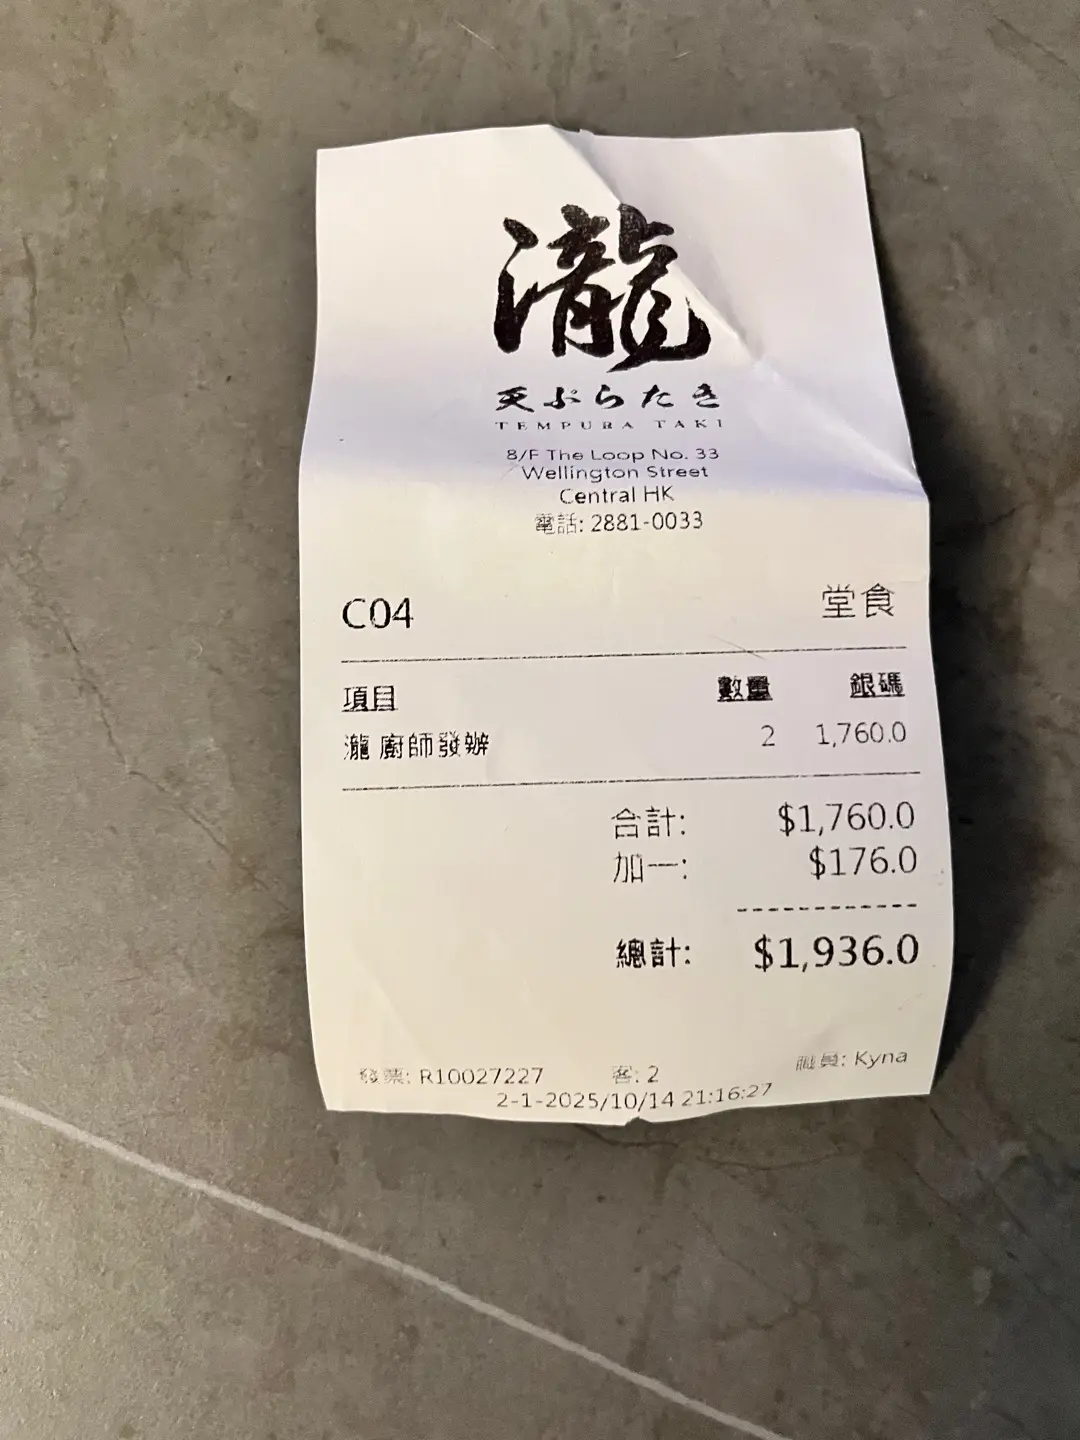 瀧
天ぷらたき
TEMPURA TAKI
8/F The Loop No. 33
Wellington Street
Central HK
電話: 2881-0033
C04 堂食
項目 數量 銀碼
瀧 廚師發辦 2 1,760.0
合計: $1,760.0
加一: $176.0
------------
總計: $1,936.0
發票: R10027227 客: 2 職員: Kyna
2-1-2025/10/14 21:16:27